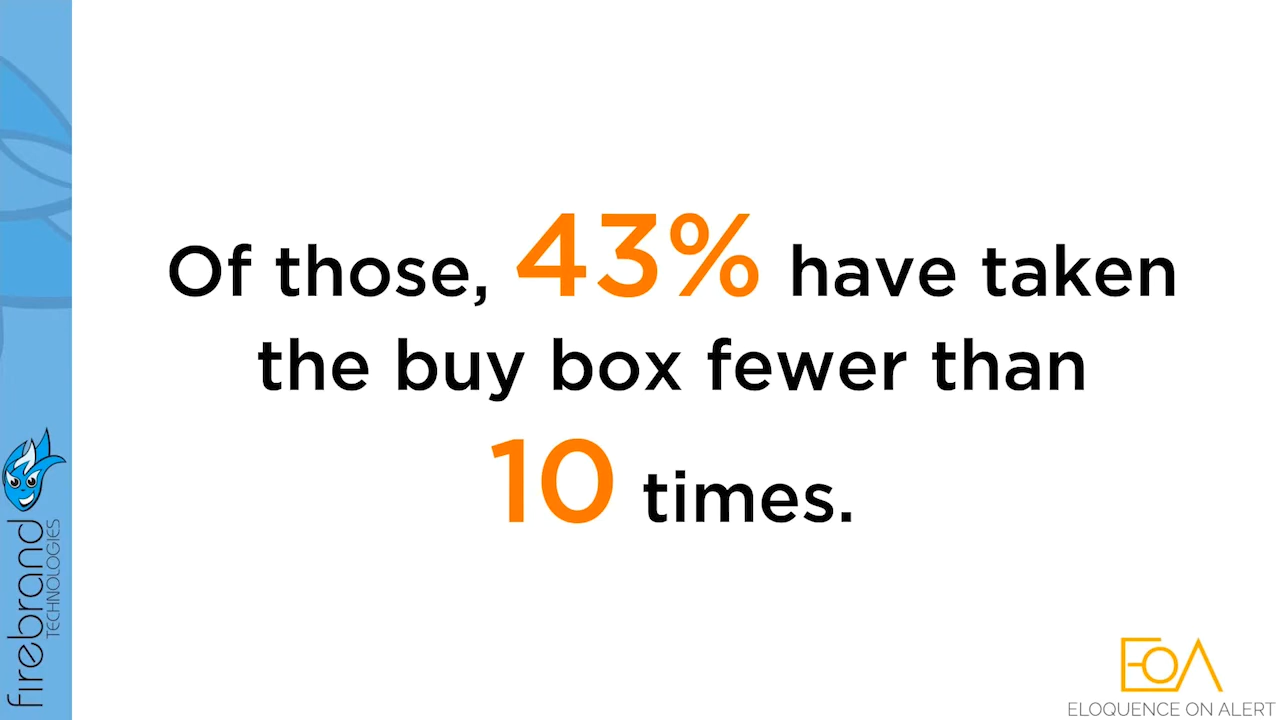 Of those, 43% have taken
the buy box fewer than
10 times.
firebrand
TECHNOLOGIES
EOA
ELOQUENCE ON ALERT